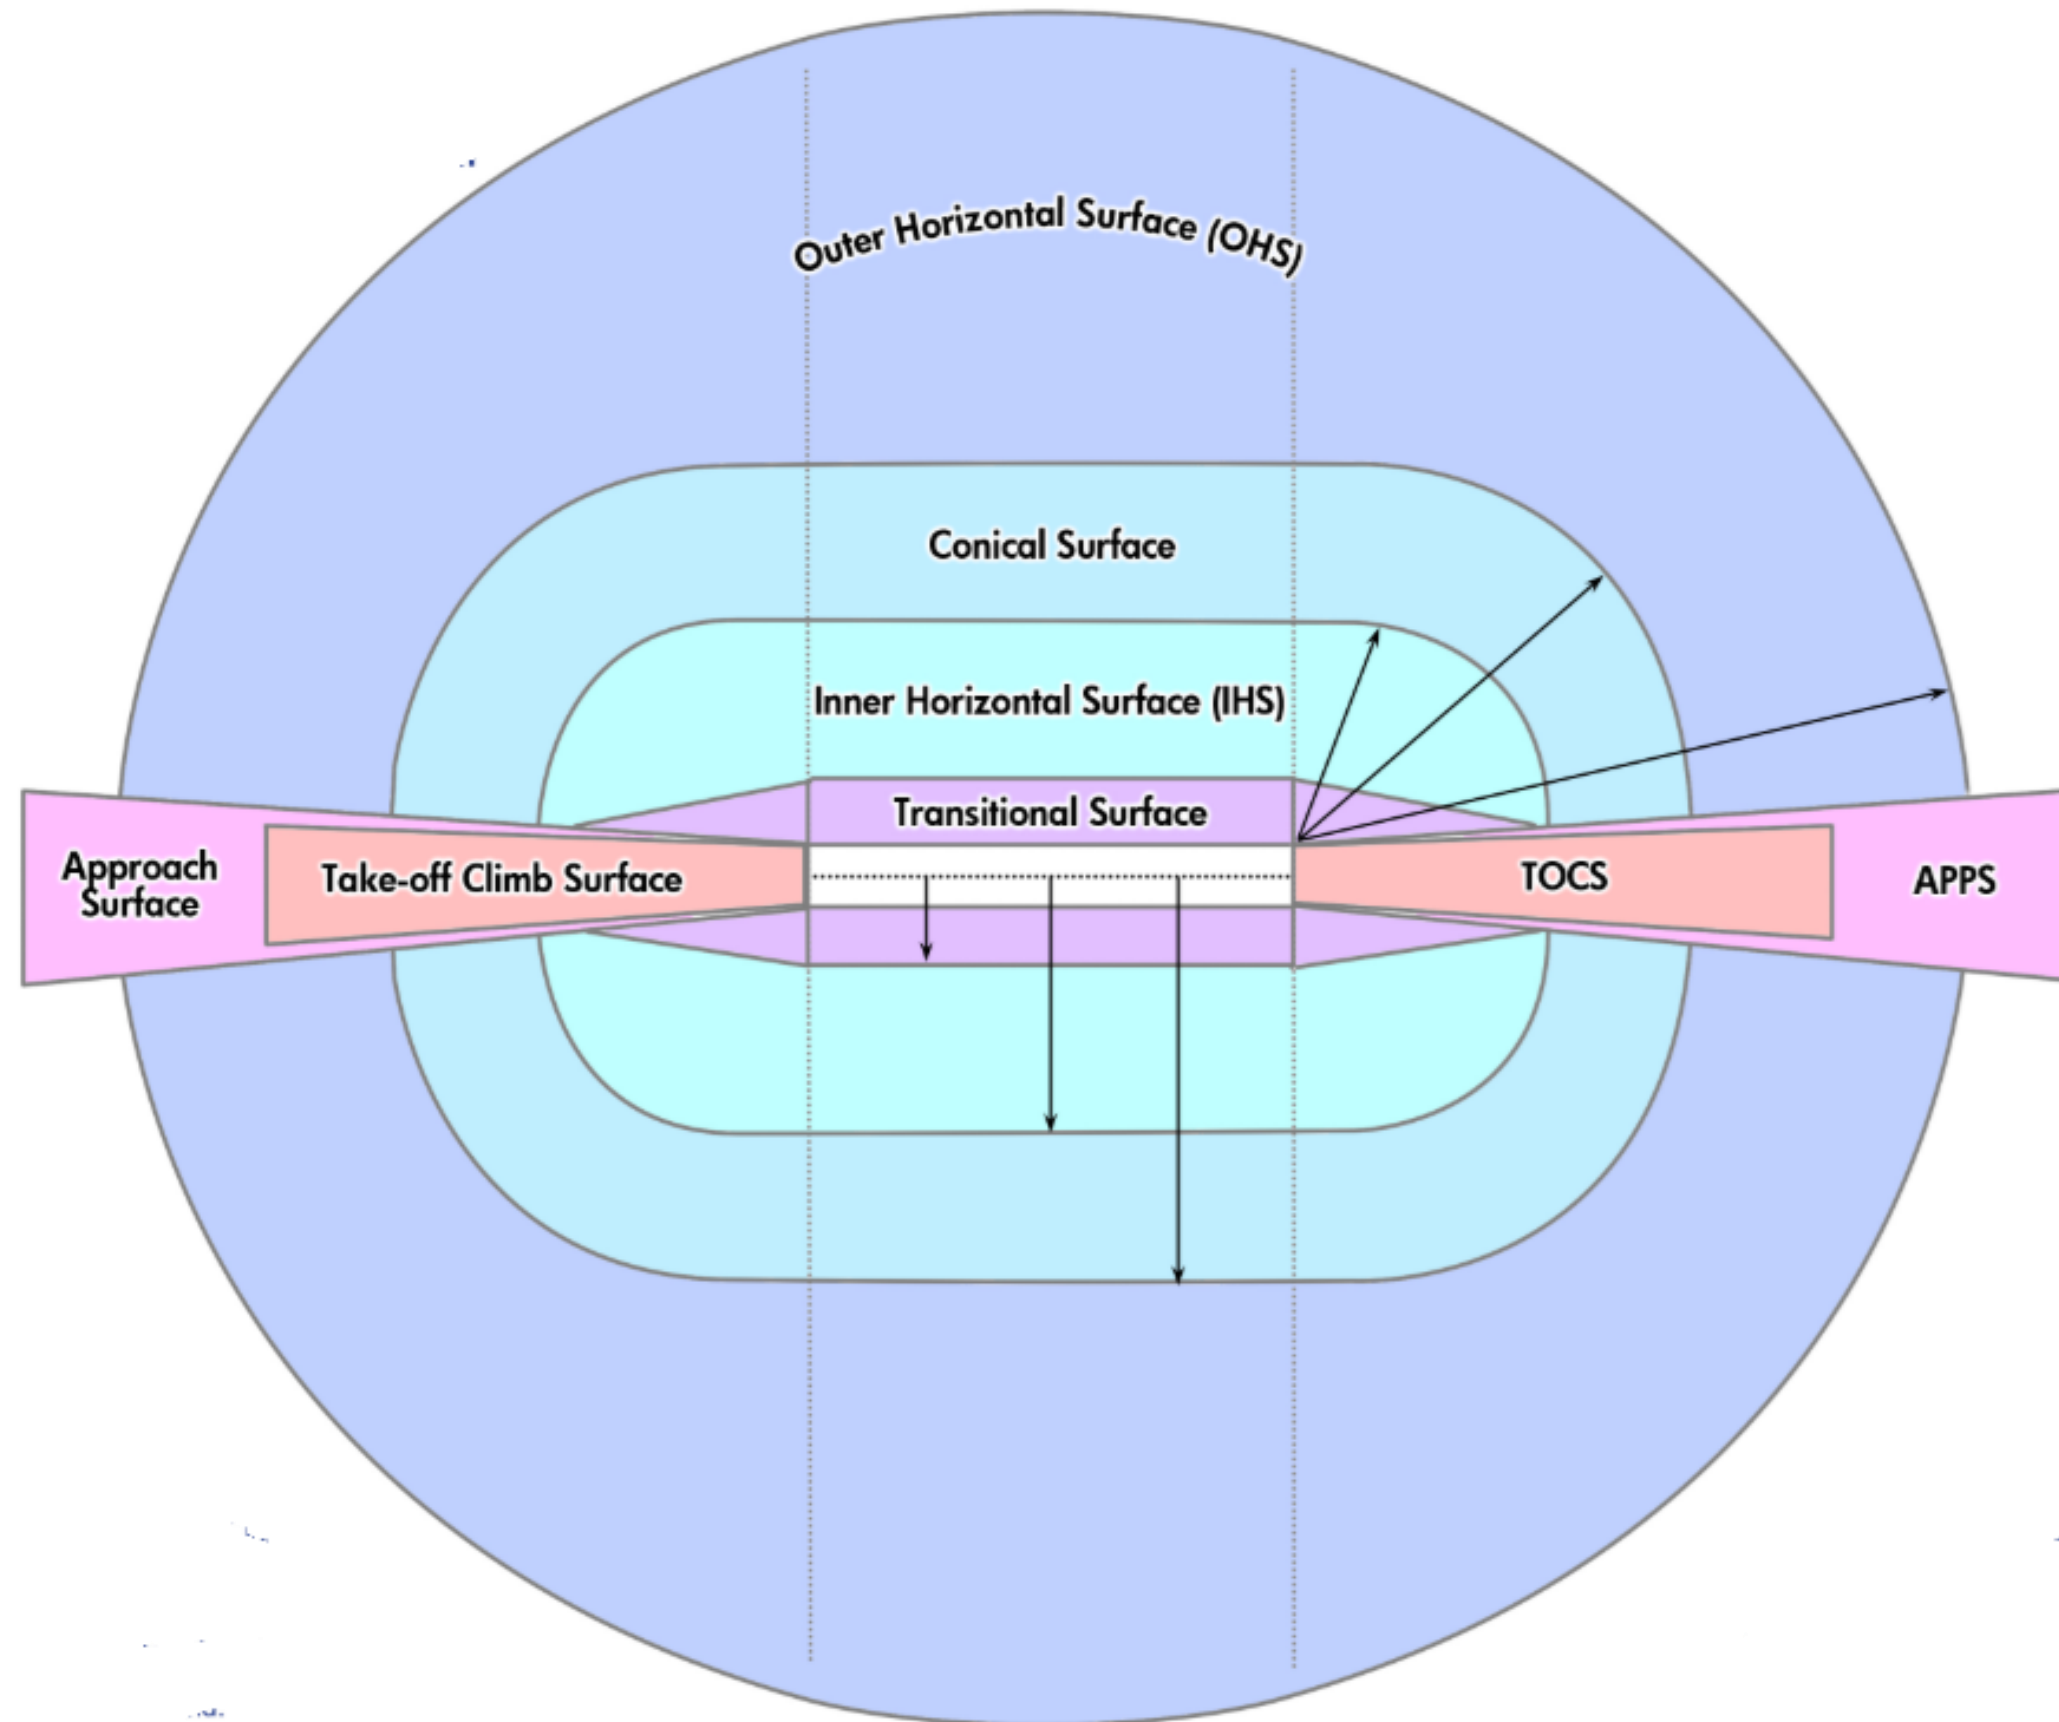 Outer Horizontal Surface (OHS)
Conical Surface
Inner Horizontal Surface (IHS)
Transitional Surface
Approach
Surface
Take-off Climb Surface
TOCS
APPS